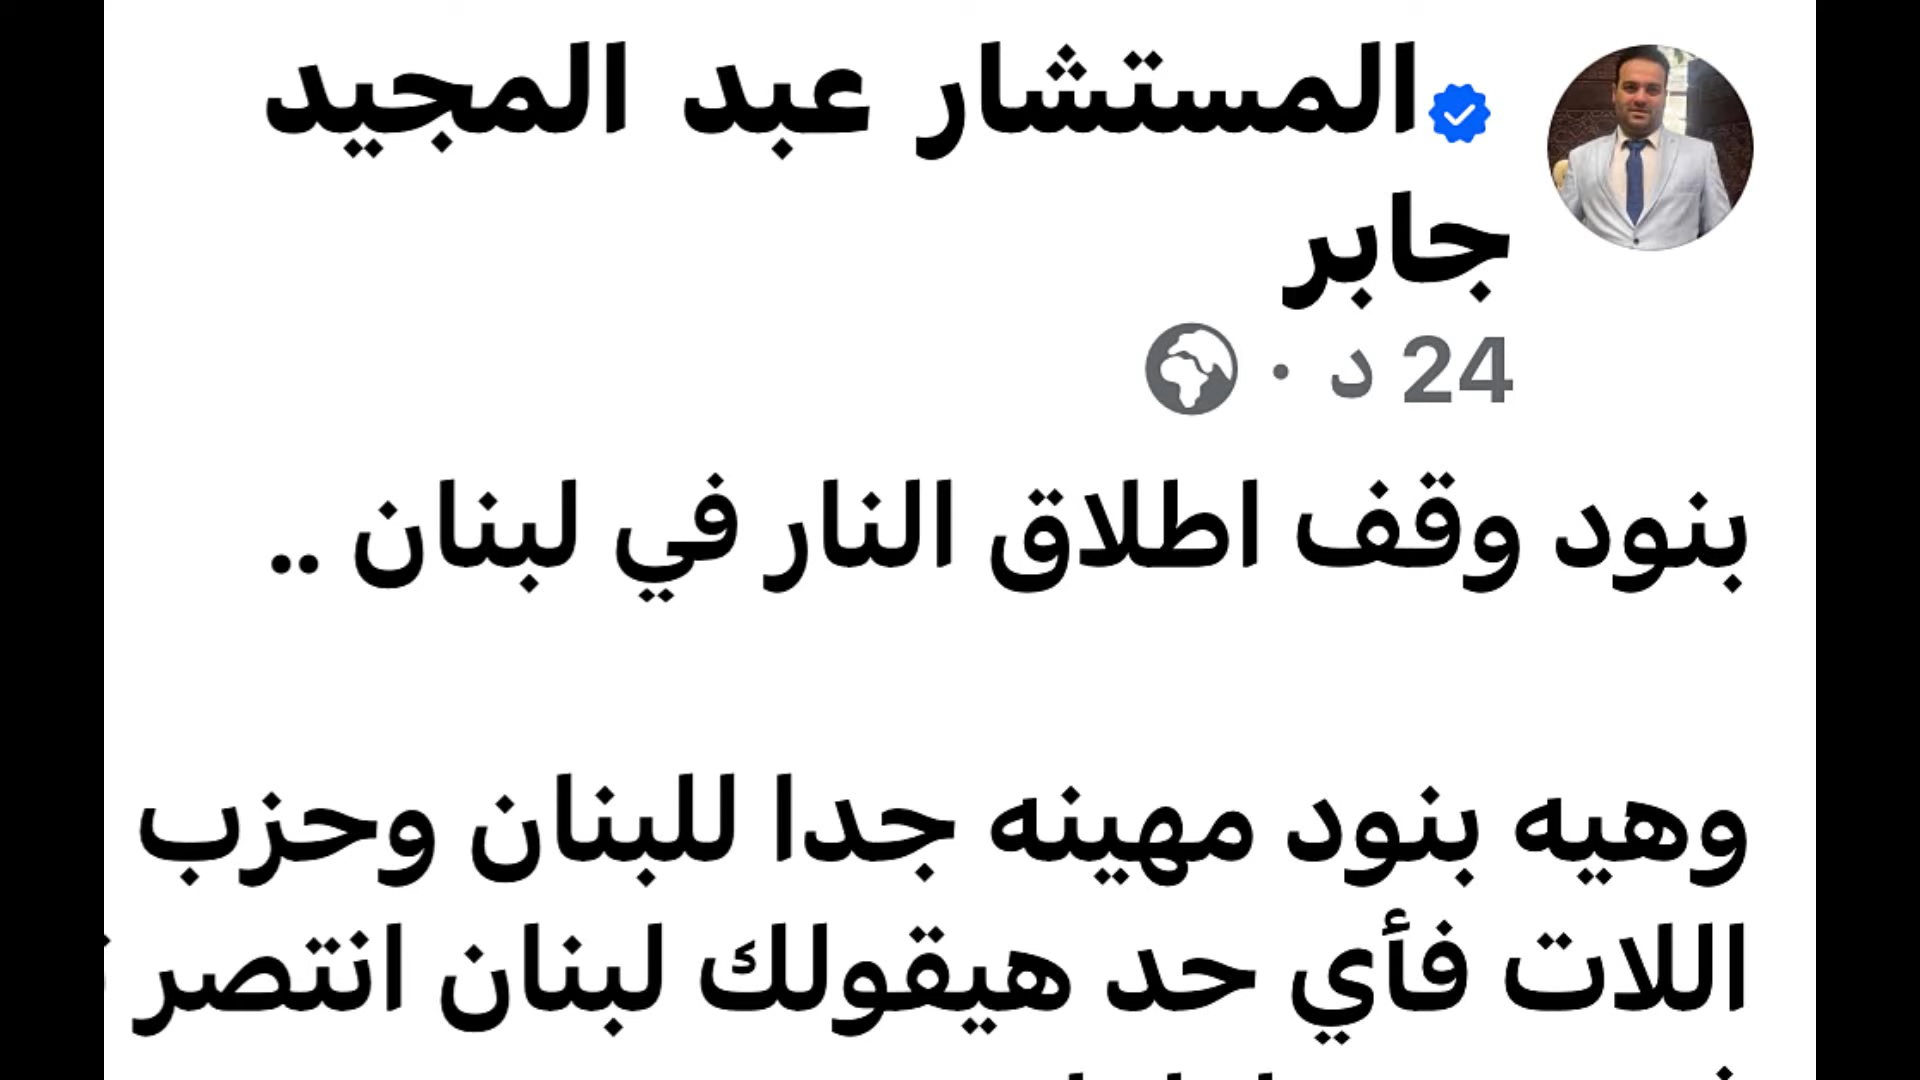 المستشار عبد المجيد
جابر
24 د ·
بنود وقف اطلاق النار في لبنان ..
وهيه بنود مهينه جدا للبنان وحزب
اللات فأي حد هيقولك لبنان انتصر